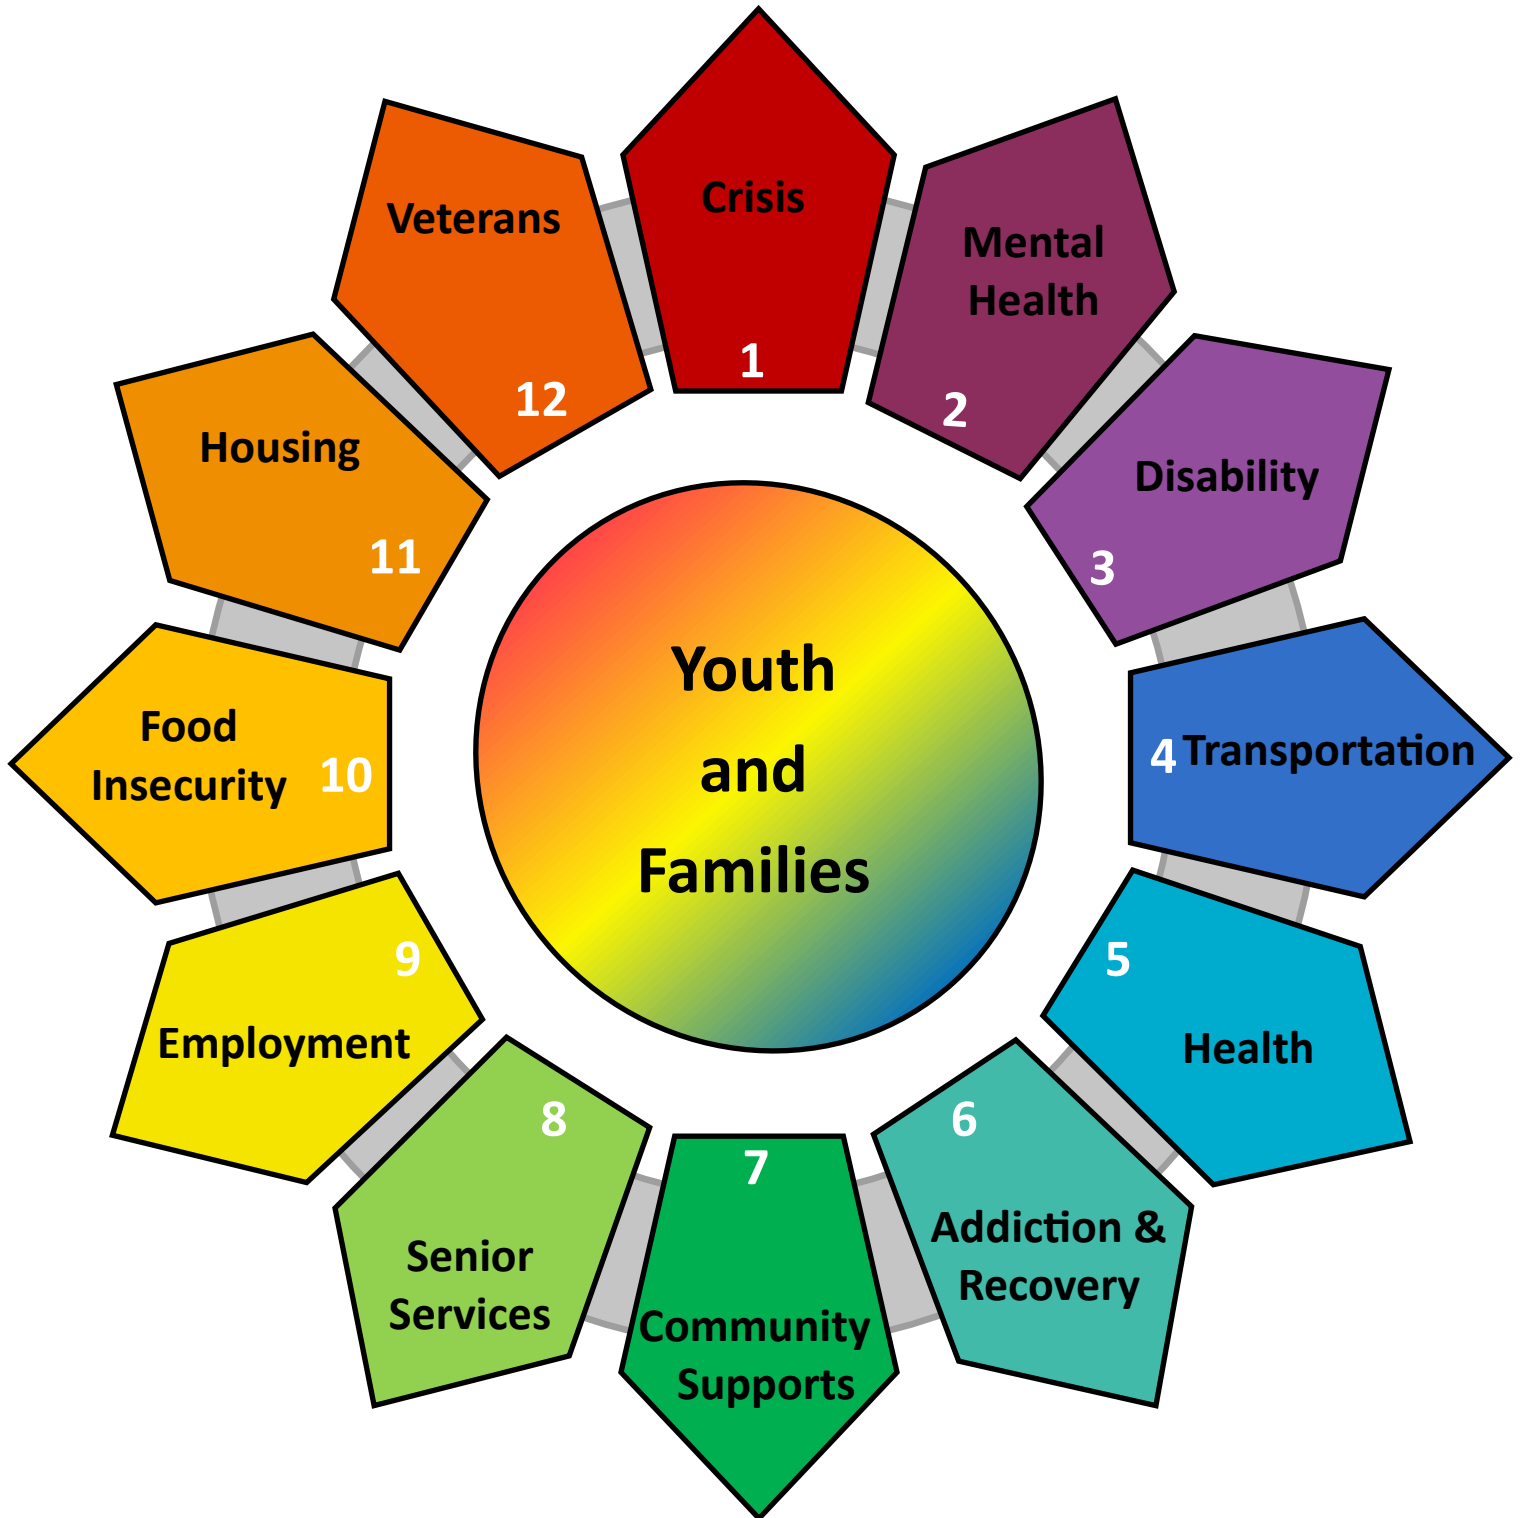 Crisis
1
Mental
Health
2
Disability
3
4 Transportation
5
Health
6
Addiction &
Recovery
7
Community
Supports
8
Senior
Services
9
Employment
Food
Insecurity
10
Housing
11
Veterans
12
Youth
and
Families